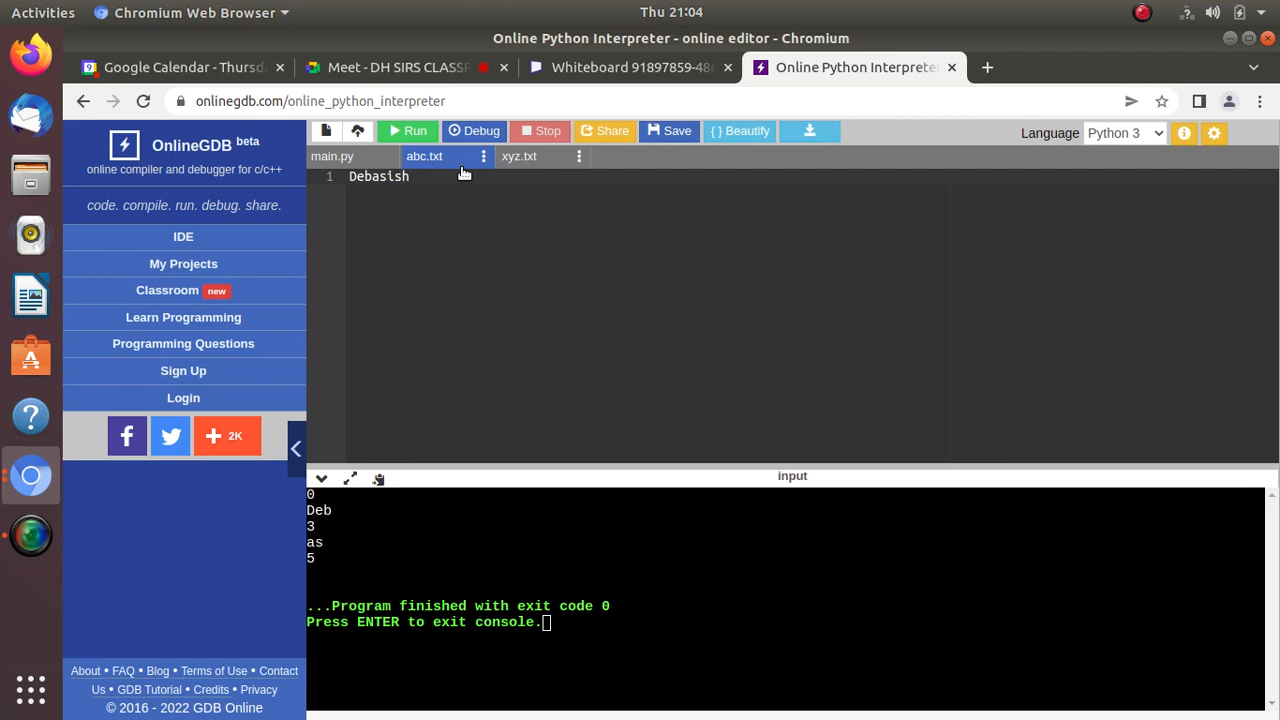 Activities
Chromium Web Browser
Thu 21:04
Online Python Interpreter - online editor - Chromium
Google Calendar - Thursd
Meet - DH SIRS CLASSR
Whiteboard 91897859-48
Online Python Interpreter
onlinegdb.com/online_python_interpreter
OnlineGDB beta
online compiler and debugger for c/c++
code. compile. run. debug. share.
IDE
My Projects
Classroom new
Learn Programming
Programming Questions
Sign Up
Login
2K
About • FAQ • Blog • Terms of Use • Contact
Us • GDB Tutorial • Credits • Privacy
© 2016 - 2022 GDB Online
Run
Debug
Stop
Share
Save
{ } Beautify
Language
Python 3
main.py
abc.txt
xyz.txt
1 Debasish
input
0
Deb
3
as
5
...Program finished with exit code 0
Press ENTER to exit console.